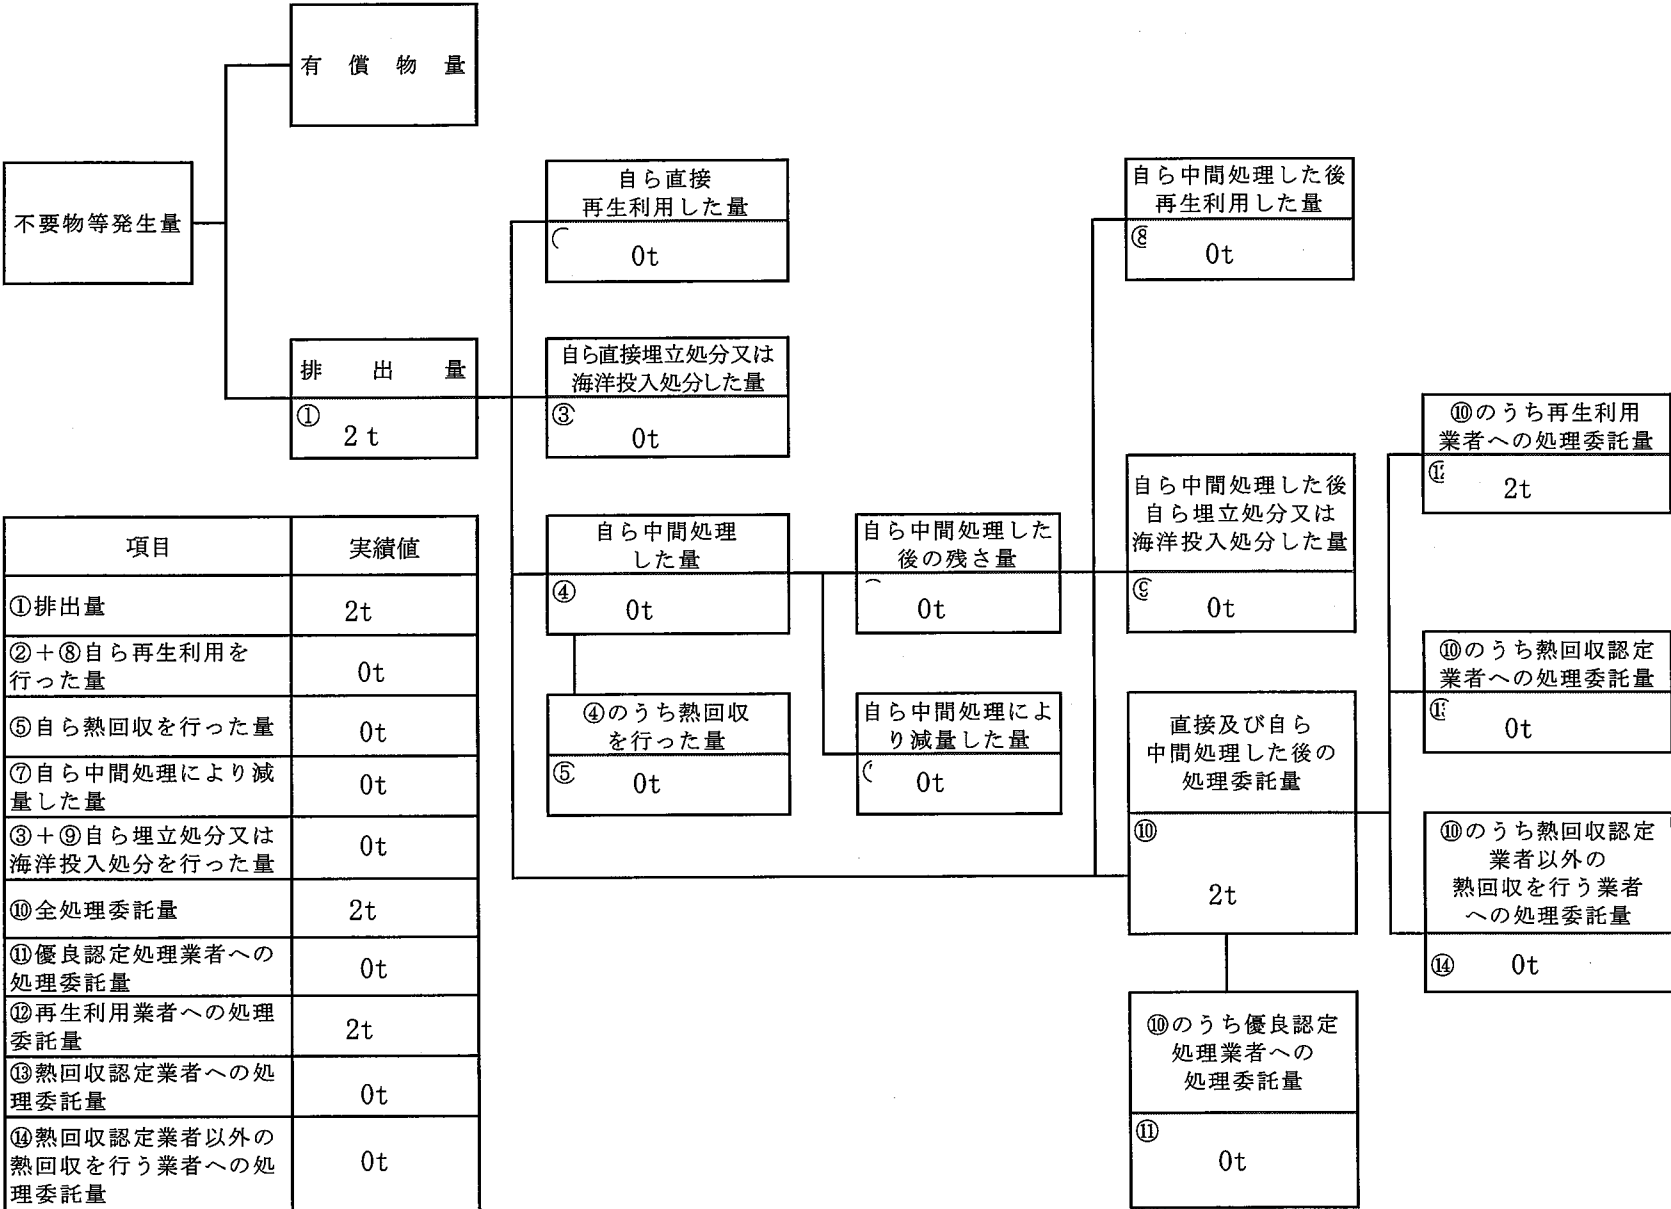 有償物量
不要物等発生量
排出量
①
2t
自ら直接
再生利用した量
0t
自ら直接埋立処分又は
海洋投入処分した量
③
0t
自ら中間処理
した量
④
0t
④のうち熱回収
を行った量
⑤
0t
自ら中間処理した
後の残さ量
0t
自ら中間処理によ
り減量した量
0t
自ら中間処理した後
再生利用した量
⑧
0t
自ら中間処理した後
自ら埋立処分又は
海洋投入処分した量
⑨
0t
直接及び自ら
中間処理した後の
処理委託量
⑩
2t
⑩のうち優良認定
処理業者への
処理委託量
⑪
0t
⑩のうち再生利用
業者への処理委託量
⑫
2t
⑩のうち熱回収認定
業者への処理委託量
⑬
0t
⑩のうち熱回収認定
業者以外の
熱回収を行う業者
への処理委託量
⑭
0t
項目 実績値
①排出量 2t
②+⑧自ら再生利用を
行った量 0t
⑤自ら熱回収を行った量 0t
⑦自ら中間処理により減
量した量 0t
③+⑨自ら埋立処分又は
海洋投入処分を行った量 0t
⑩全処理委託量 2t
⑪優良認定処理業者への
処理委託量 0t
⑫再生利用業者への処理
委託量 2t
⑬熱回収認定業者への処
理委託量 0t
⑭熱回収認定業者以外の
熱回収を行う業者への処
理委託量 0t